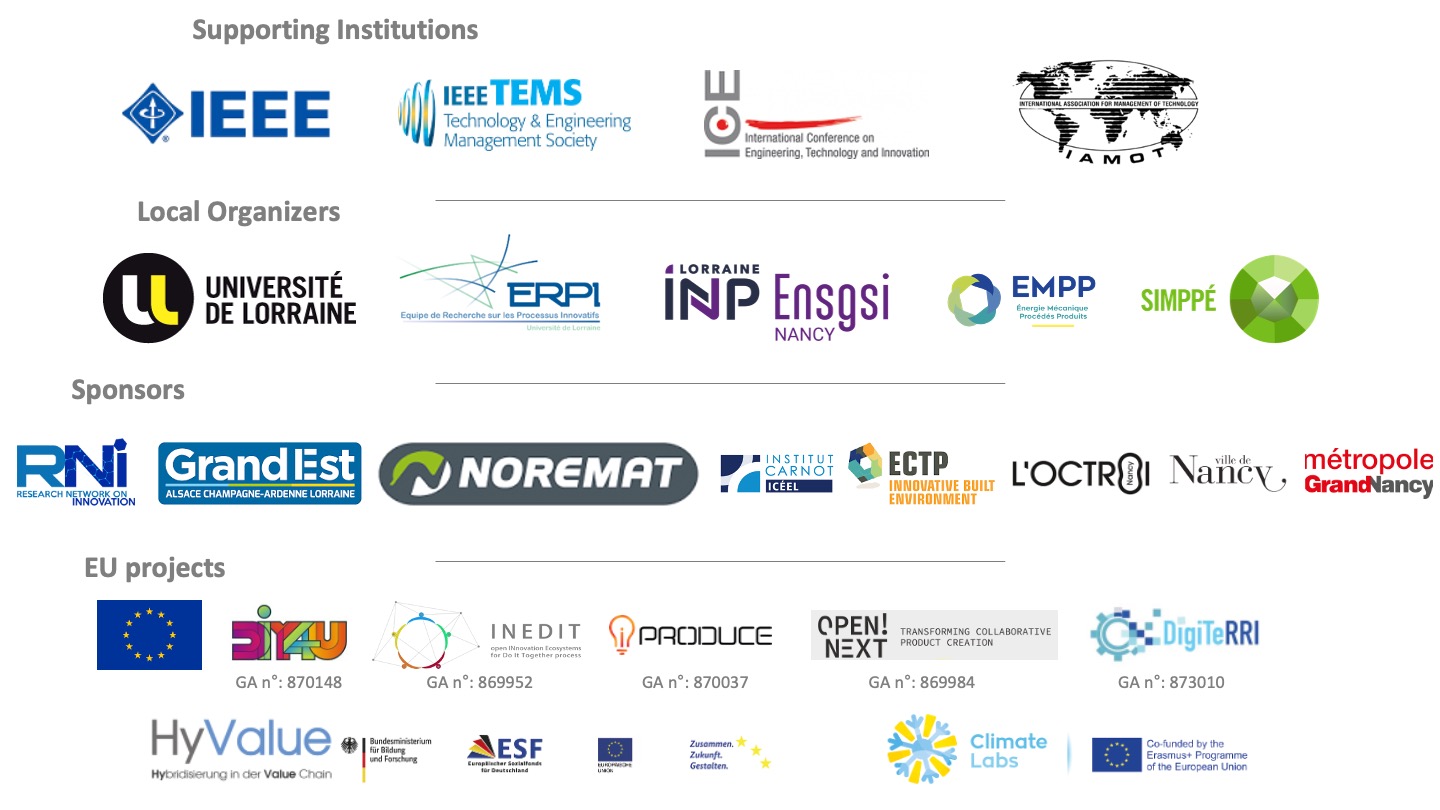 Supporting Institutions
IEEE
IEEE TEMS
Technology & Engineering
Management Society
ICE
International Conference on
Engineering, Technology and Innovation
INTERNATIONAL ASSOCIATION FOR MANAGEMENT OF TECHNOLOGY
IAMOT
Local Organizers
UL
UNIVERSITÉ
DE LORRAINE
ERPI
Equipe de Recherche sur les Processus Innovatifs
Université de Lorraine
LORRAINE
INP
Ensgsi
NANCY
EMPP
Énergie Mécanique
Procédés Produits
SIMPPÉ
Sponsors
RNi
RESEARCH NETWORK ON
INNOVATION
GrandEst
ALSACE CHAMPAGNE-ARDENNE LORRAINE
NOREMAT
INSTITUT
CARNOT
ICÉEL
ECTP
INNOVATIVE BUILT
ENVIRONMENT
L'OCTROI
Nancy
ville de
Nancy,
métropole
GrandNancy
EU projects
DIY4U
GA n°: 870148
INEDIT
open INnovation Ecosystems
for Do It Together process
GA n°: 869952
iPRODUCE
GA n°: 870037
OPEN!
NEXT
TRANSFORMING COLLABORATIVE
PRODUCT CREATION
GA n°: 869984
DigiTeRRI
GA n°: 873010
HyValue
Hybridisierung in der Value Chain
Bundesministerium
für Bildung
und Forschung
ESF
Europäischer Sozialfonds
für Deutschland
EUROPÄISCHE
UNION
Zusammen.
Zukunft.
Gestalten.
Climate
Labs
Co-funded by the
Erasmus+ Programme
of the European Union